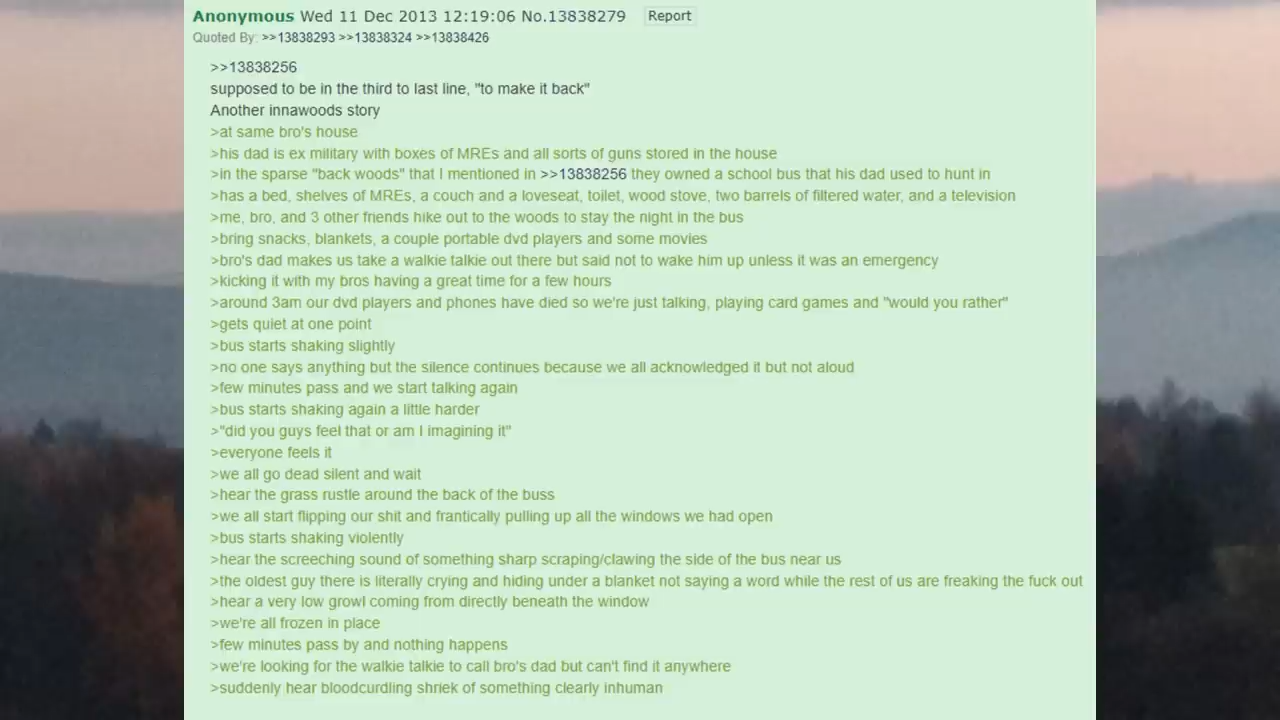 Anonymous Wed 11 Dec 2013 12:19:06 No.13838279 Report
Quoted By: >>13838293 >>13838324 >>13838426
>>13838256
supposed to be in the third to last line, "to make it back"
Another innawoods story
>at same bro's house
>his dad is ex military with boxes of MREs and all sorts of guns stored in the house
>in the sparse "back woods" that I mentioned in >>13838256 they owned a school bus that his dad used to hunt in
>has a bed, shelves of MREs, a couch and a loveseat, toilet, wood stove, two barrels of filtered water, and a television
>me, bro, and 3 other friends hike out to the woods to stay the night in the bus
>bring snacks, blankets, a couple portable dvd players and some movies
>bro's dad makes us take a walkie talkie out there but said not to wake him up unless it was an emergency
>kicking it with my bros having a great time for a few hours
>around 3am our dvd players and phones have died so we're just talking, playing card games and "would you rather"
>gets quiet at one point
>bus starts shaking slightly
>no one says anything but the silence continues because we all acknowledged it but not aloud
>few minutes pass and we start talking again
>bus starts shaking again a little harder
>"did you guys feel that or am I imagining it"
>everyone feels it
>we all go dead silent and wait
>hear the grass rustle around the back of the buss
>we all start flipping our shit and frantically pulling up all the windows we had open
>bus starts shaking violently
>hear the screeching sound of something sharp scraping/clawing the side of the bus near us
>the oldest guy there is literally crying and hiding under a blanket not saying a word while the rest of us are freaking the fuck out
>hear a very low growl coming from directly beneath the window
>we're all frozen in place
>few minutes pass by and nothing happens
>we're looking for the walkie talkie to call bro's dad but can't find it anywhere
>suddenly hear bloodcurdling shriek of something clearly inhuman